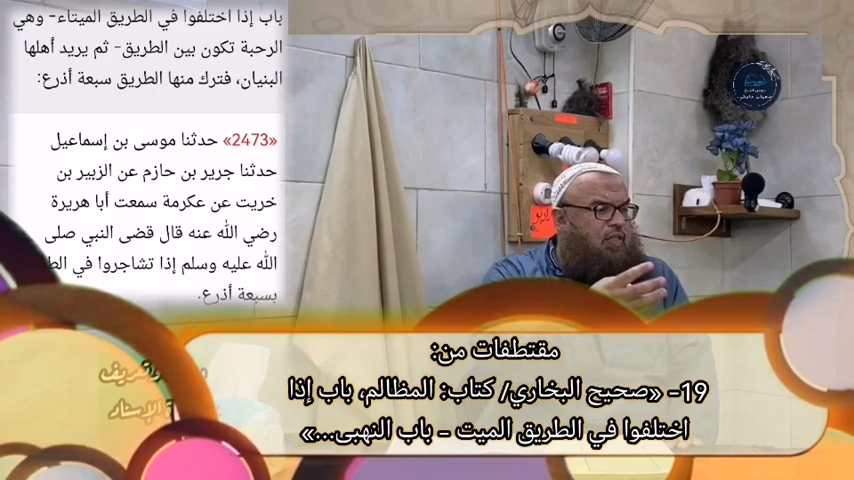 باب إذا اختلفوا في الطريق الميتاء- وهي
الرحبة تكون بين الطريق- ثم يريد أهلها
البنيان، فترك منها الطريق سبعة أذرع:
«2473» حدثنا موسى بن إسماعيل
حدثنا جرير بن حازم عن الزبير بن
خريت عن عكرمة سمعت أبا هريرة
رضي الله عنه قال قضى النبي صلى
الله عليه وسلم إذا تشاجروا في الط
بسبعة أذرع.
مقتطفات من:
19- «صحيح البخاري/ كتاب: المظالم، باب إذا
اختلفوا في الطريق الميت - باب النهبى...»